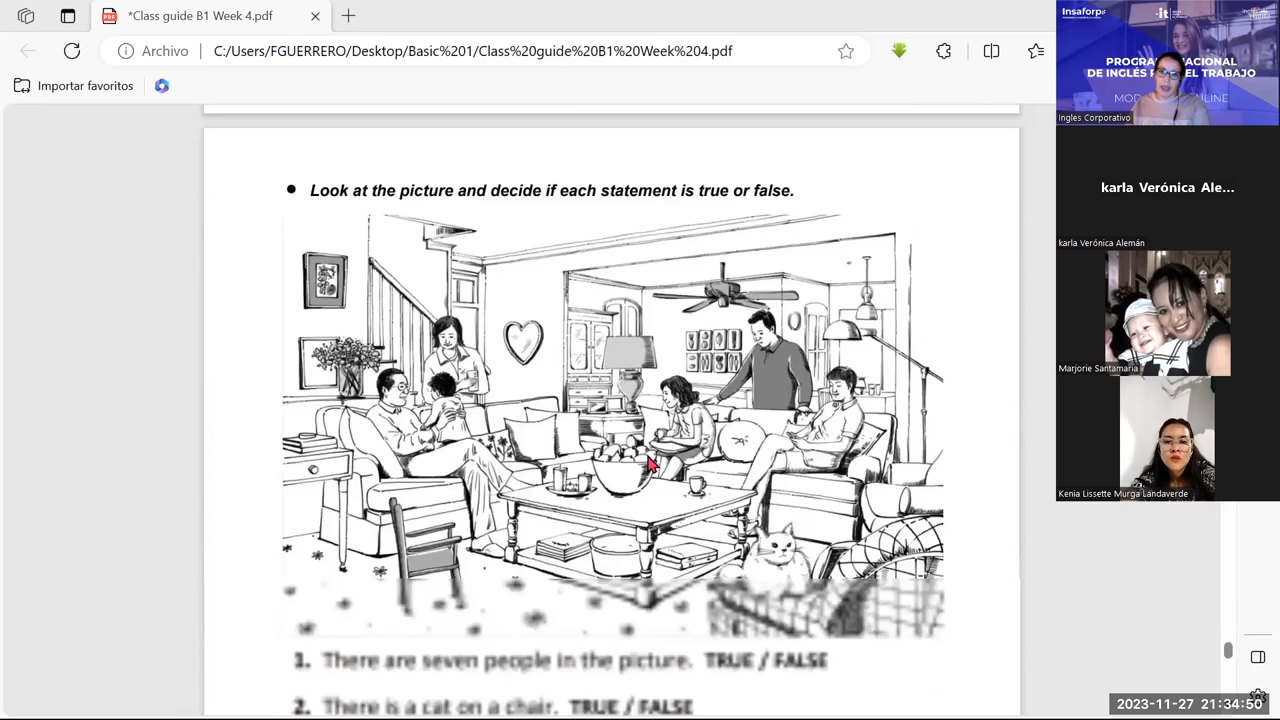 *Class guide B1 Week 4.pdf
Archivo
C:/Users/FGUERRERO/Desktop/Basic%201/Class%20guide%20B1%20Week%204.pdf
Importar favoritos
Look at the picture and decide if each statement is true or false.
1. There are seven people in the picture. TRUE / FALSE
2. There is a cat on a chair. TRUE / FALSE
Insaforp
PROGRAMA NACIONAL
DE INGLÉS EL TRABAJO
Ingles Corporativo
karla Verónica Ale...
karla Verónica Alemán
Marjorie Santamaria
Kenia Lissette Murga Landaverde
2023-11-27 21:34:50